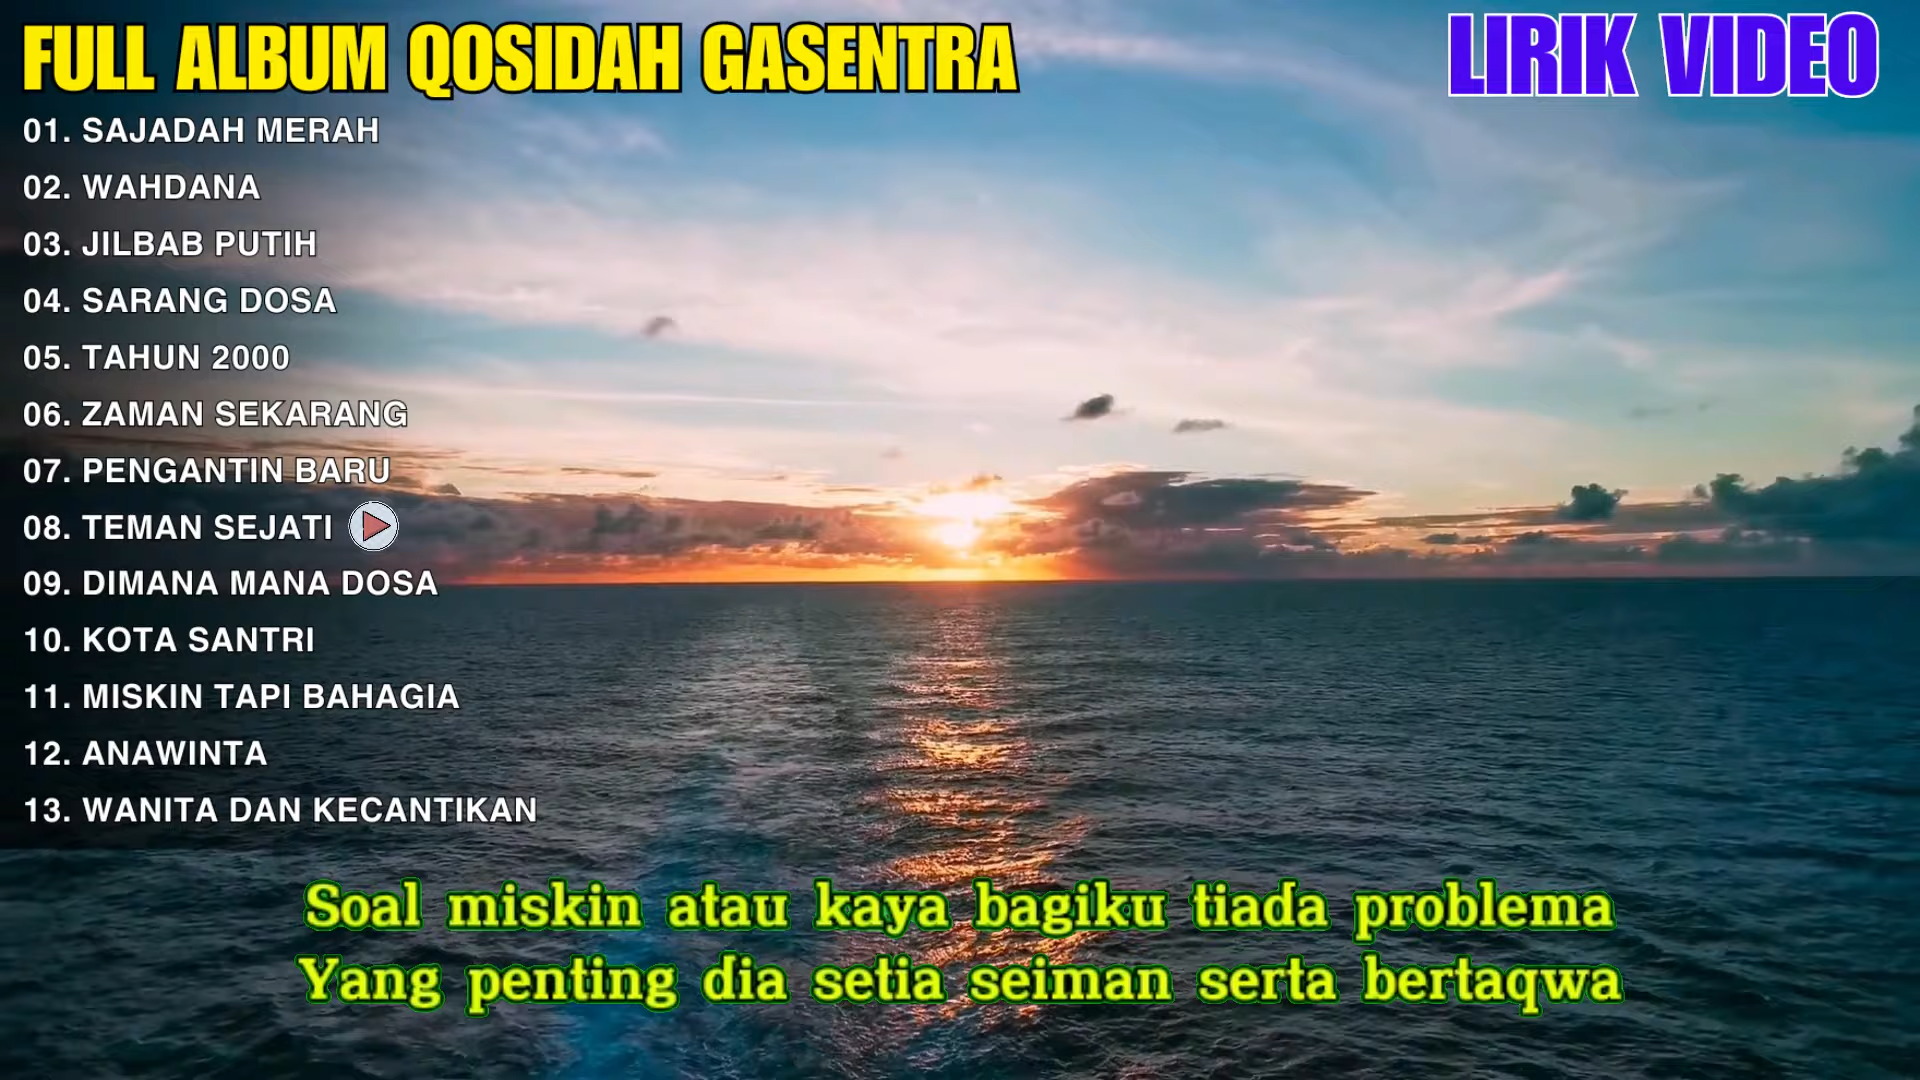 FULL ALBUM QOSIDAH GASENTRA
LIRIK VIDEO
01. SAJADAH MERAH
02. WAHDANA
03. JILBAB PUTIH
04. SARANG DOSA
05. TAHUN 2000
06. ZAMAN SEKARANG
07. PENGANTIN BARU
08. TEMAN SEJATI
09. DIMANA MANA DOSA
10. KOTA SANTRI
11. MISKIN TAPI BAHAGIA
12. ANAWINTA
13. WANITA DAN KECANTIKAN
Soal miskin atau kaya bagiku tiada problema
Yang penting dia setia seiman serta bertaqwa